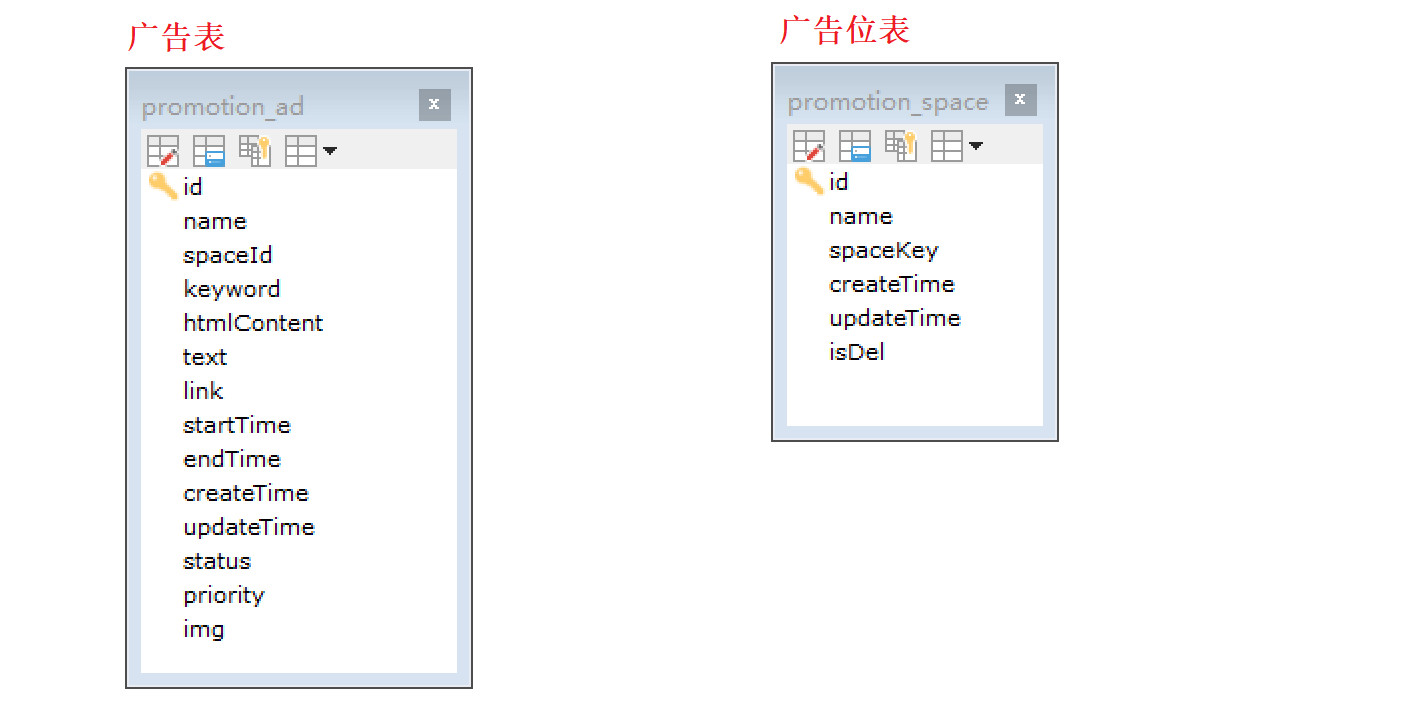 广告表
promotion_ad
id
name
spaceId
keyword
htmlContent
text
link
startTime
endTime
createTime
updateTime
status
priority
img
广告位表
promotion_space
id
name
spaceKey
createTime
updateTime
isDel